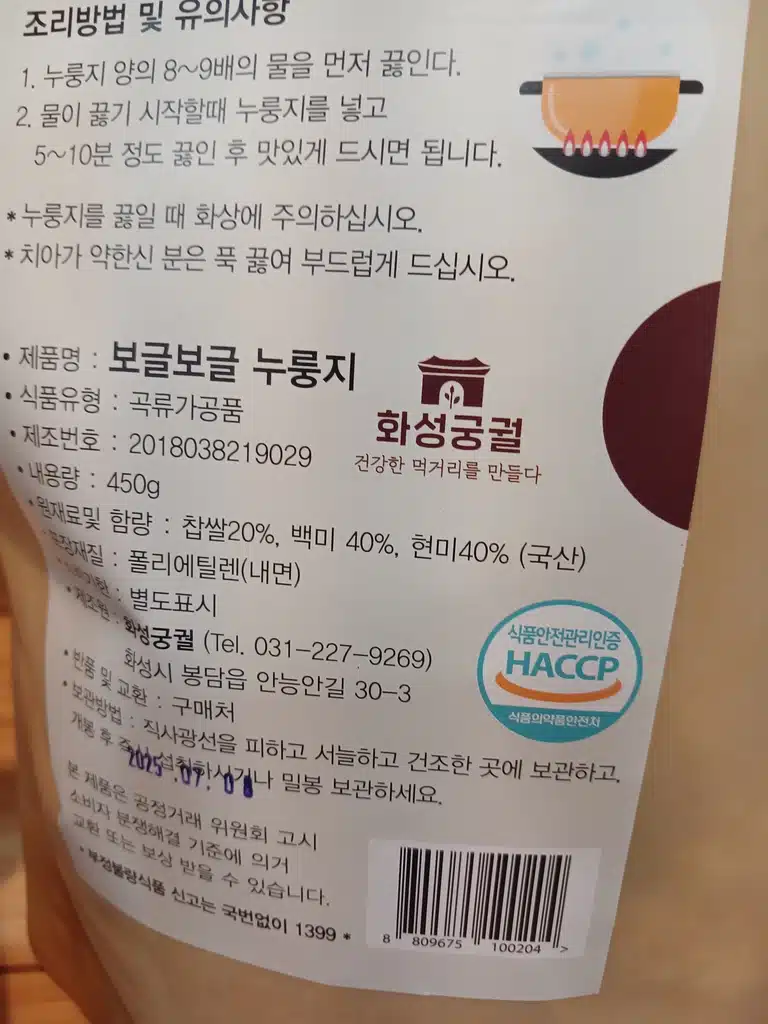 조리방법 및 유의사항
1. 누룽지 양의 8~9배의 물을 먼저 끓인다.
2. 물이 끓기 시작할때 누룽지를 넣고
5~10분 정도 끓인 후 맛있게 드시면 됩니다.
* 누룽지를 끓일 때 화상에 주의하십시오.
* 치아가 약한신 분은 푹 끓여 부드럽게 드십시오.
• 제품명 : 보글보글 누룽지
• 식품유형 : 곡류가공품
• 제조번호 : 2018038219029
• 내용량 : 450g
화성궁궐
건강한 먹거리를 만들다
• 원재료및 함량 : 찹쌀20%, 백미 40%, 현미40% (국산)
• 포장재질 : 폴리에틸렌(내면)
: 별도표시
• 제조원 : 화성궁궐 (Tel. 031-227-9269)
화성시 봉담읍 안능안길 30-3
• 반품 및 교환 : 구매처
• 보관방법 : 직사광선을 피하고 서늘하고 건조한 곳에 보관하고,
개봉 후 즉시 섭취하시거나 밀봉 보관하세요.
2025.07.08
식품안전관리인증
HACCP
식품의약품안전처
본 제품은 공정거래 위원회 고시
소비자 분쟁해결 기준에 의거
교환 또는 보상 받을 수 있습니다.
* 부정불량식품 신고는 국번없이 1399 *
8 809675 100204 >